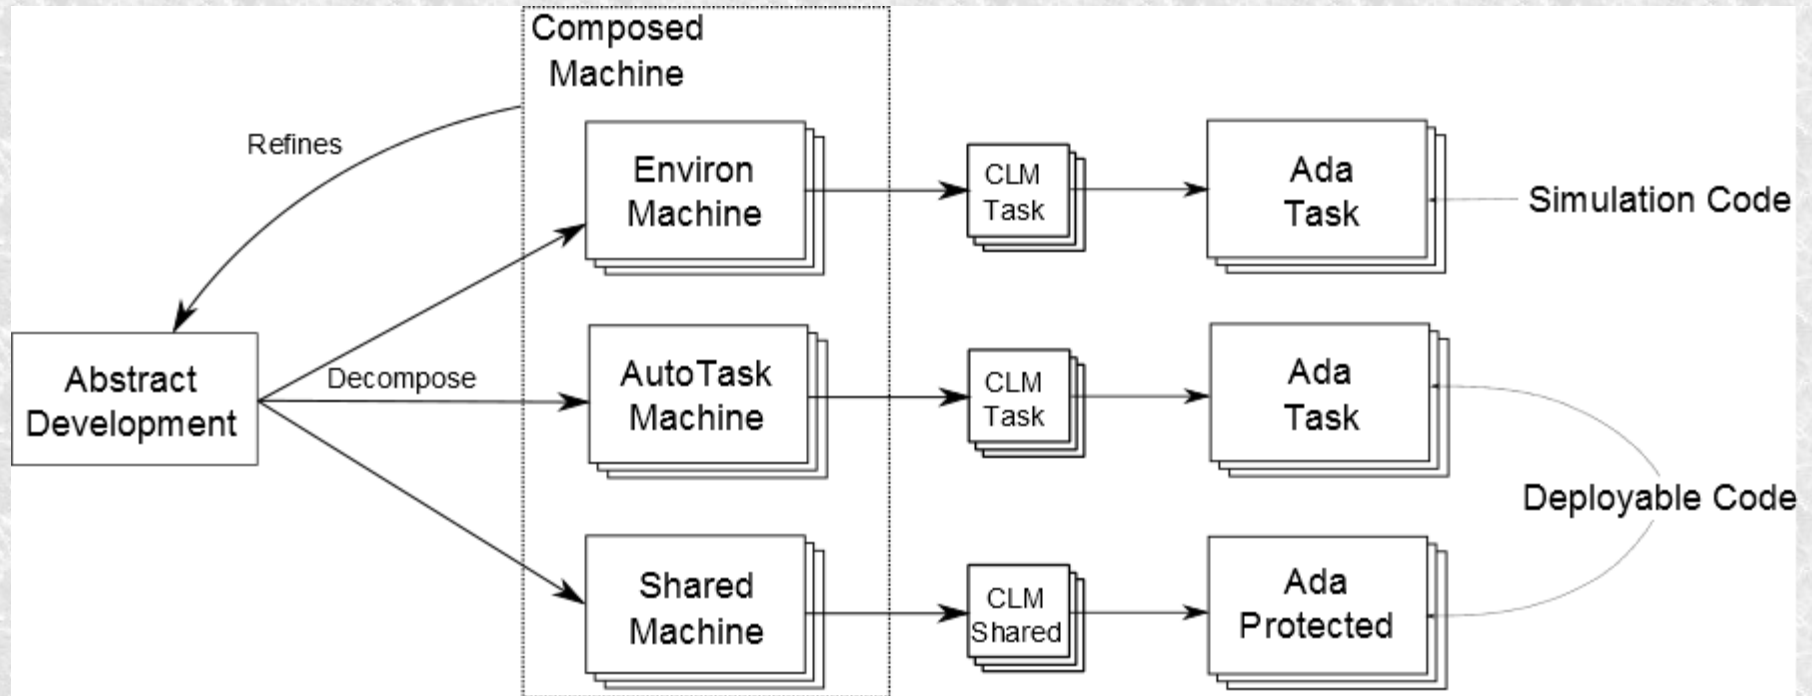 Composed
Machine
Refines
Environ
Machine
CLM
Task
Ada
Task
Simulation Code
Abstract
Development
Decompose
AutoTask
Machine
CLM
Task
Ada
Task
Deployable Code
Shared
Machine
CLM
Shared
Ada
Protected